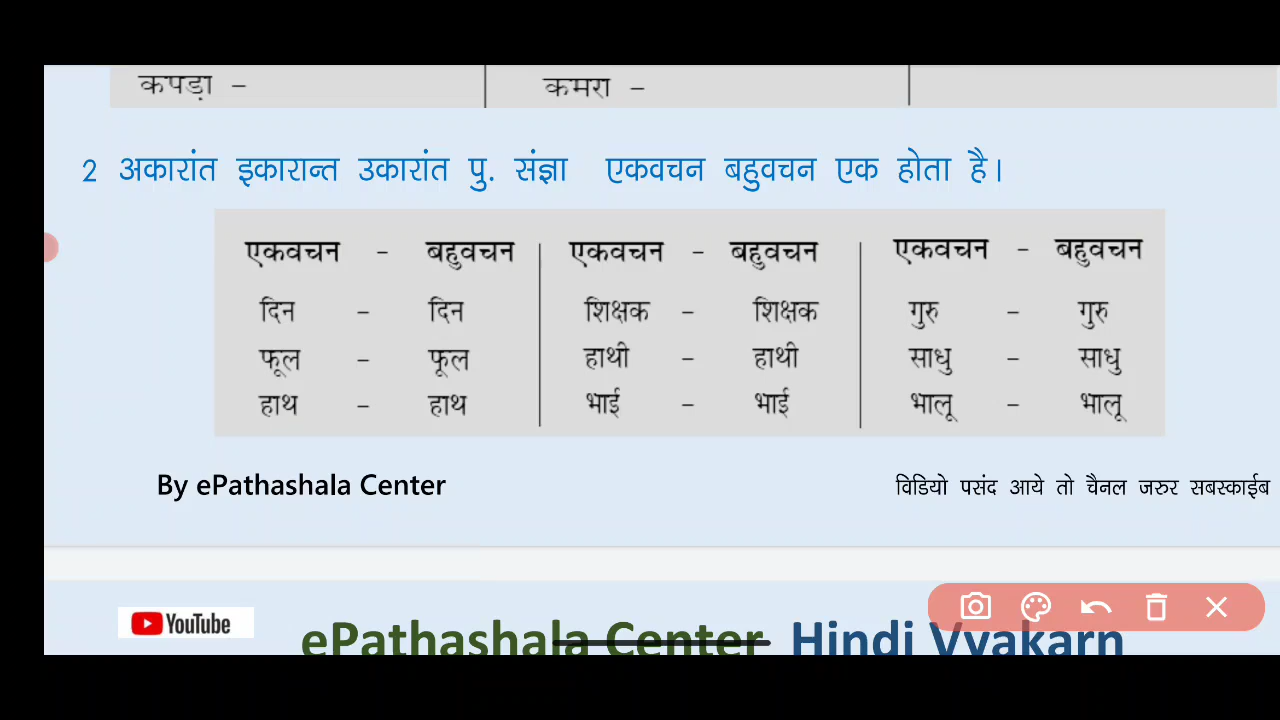 कपड़ा - कमरा -
2 अकारांत इकारान्त उकारांत पु. संज्ञा एकवचन बहुवचन एक होता है।
एकवचन - बहुवचन एकवचन - बहुवचन एकवचन - बहुवचन
दिन - दिन शिक्षक - शिक्षक गुरु - गुरु
फूल - फूल हाथी - हाथी साधु - साधु
हाथ - हाथ भाई - भाई भालू - भालू
By ePathashala Center विडियो पसंद आये तो चैनल जरुर सबस्काईब
YouTube
ePathashala Center Hindi Vyakarn